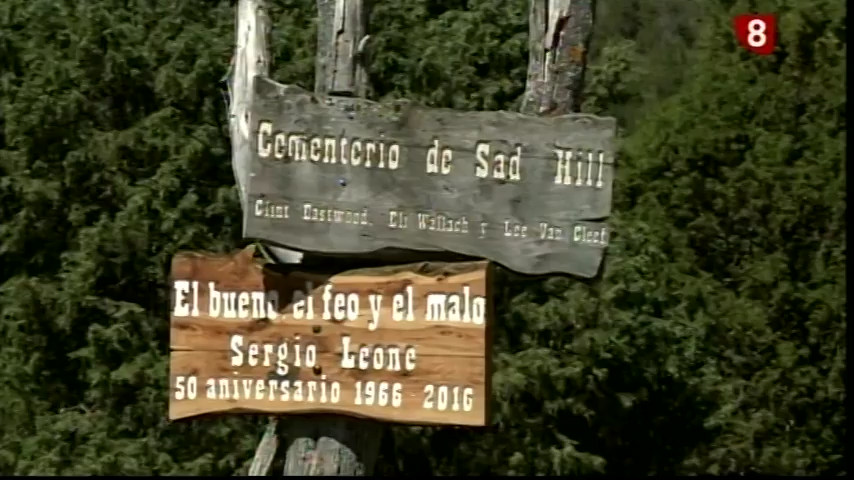 8
Cementerio de Sad Hill
Clint Eastwood, Eli Wallach y Lee Van Cleef
El bueno, el feo y el malo
Sergio Leone
50 aniversario 1966 - 2016